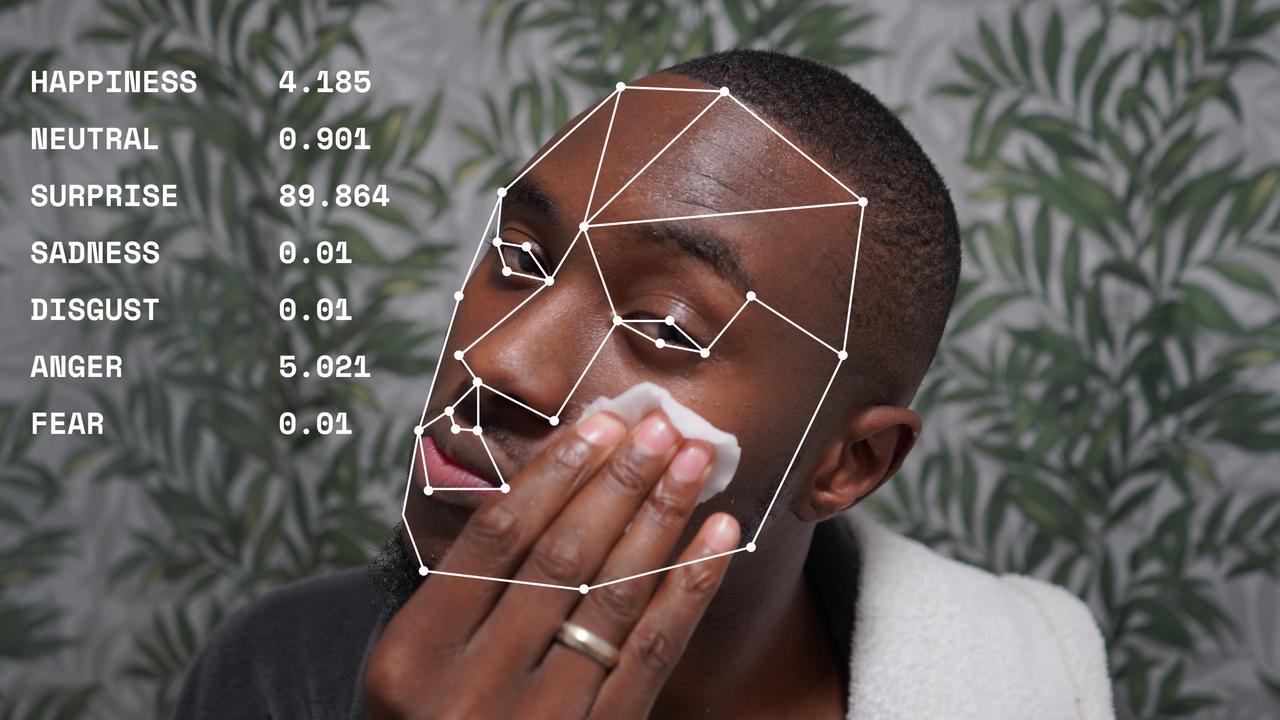 HAPPINESS 4.185
NEUTRAL 0.901
SURPRISE 89.864
SADNESS 0.01
DISGUST 0.01
ANGER 5.021
FEAR 0.01